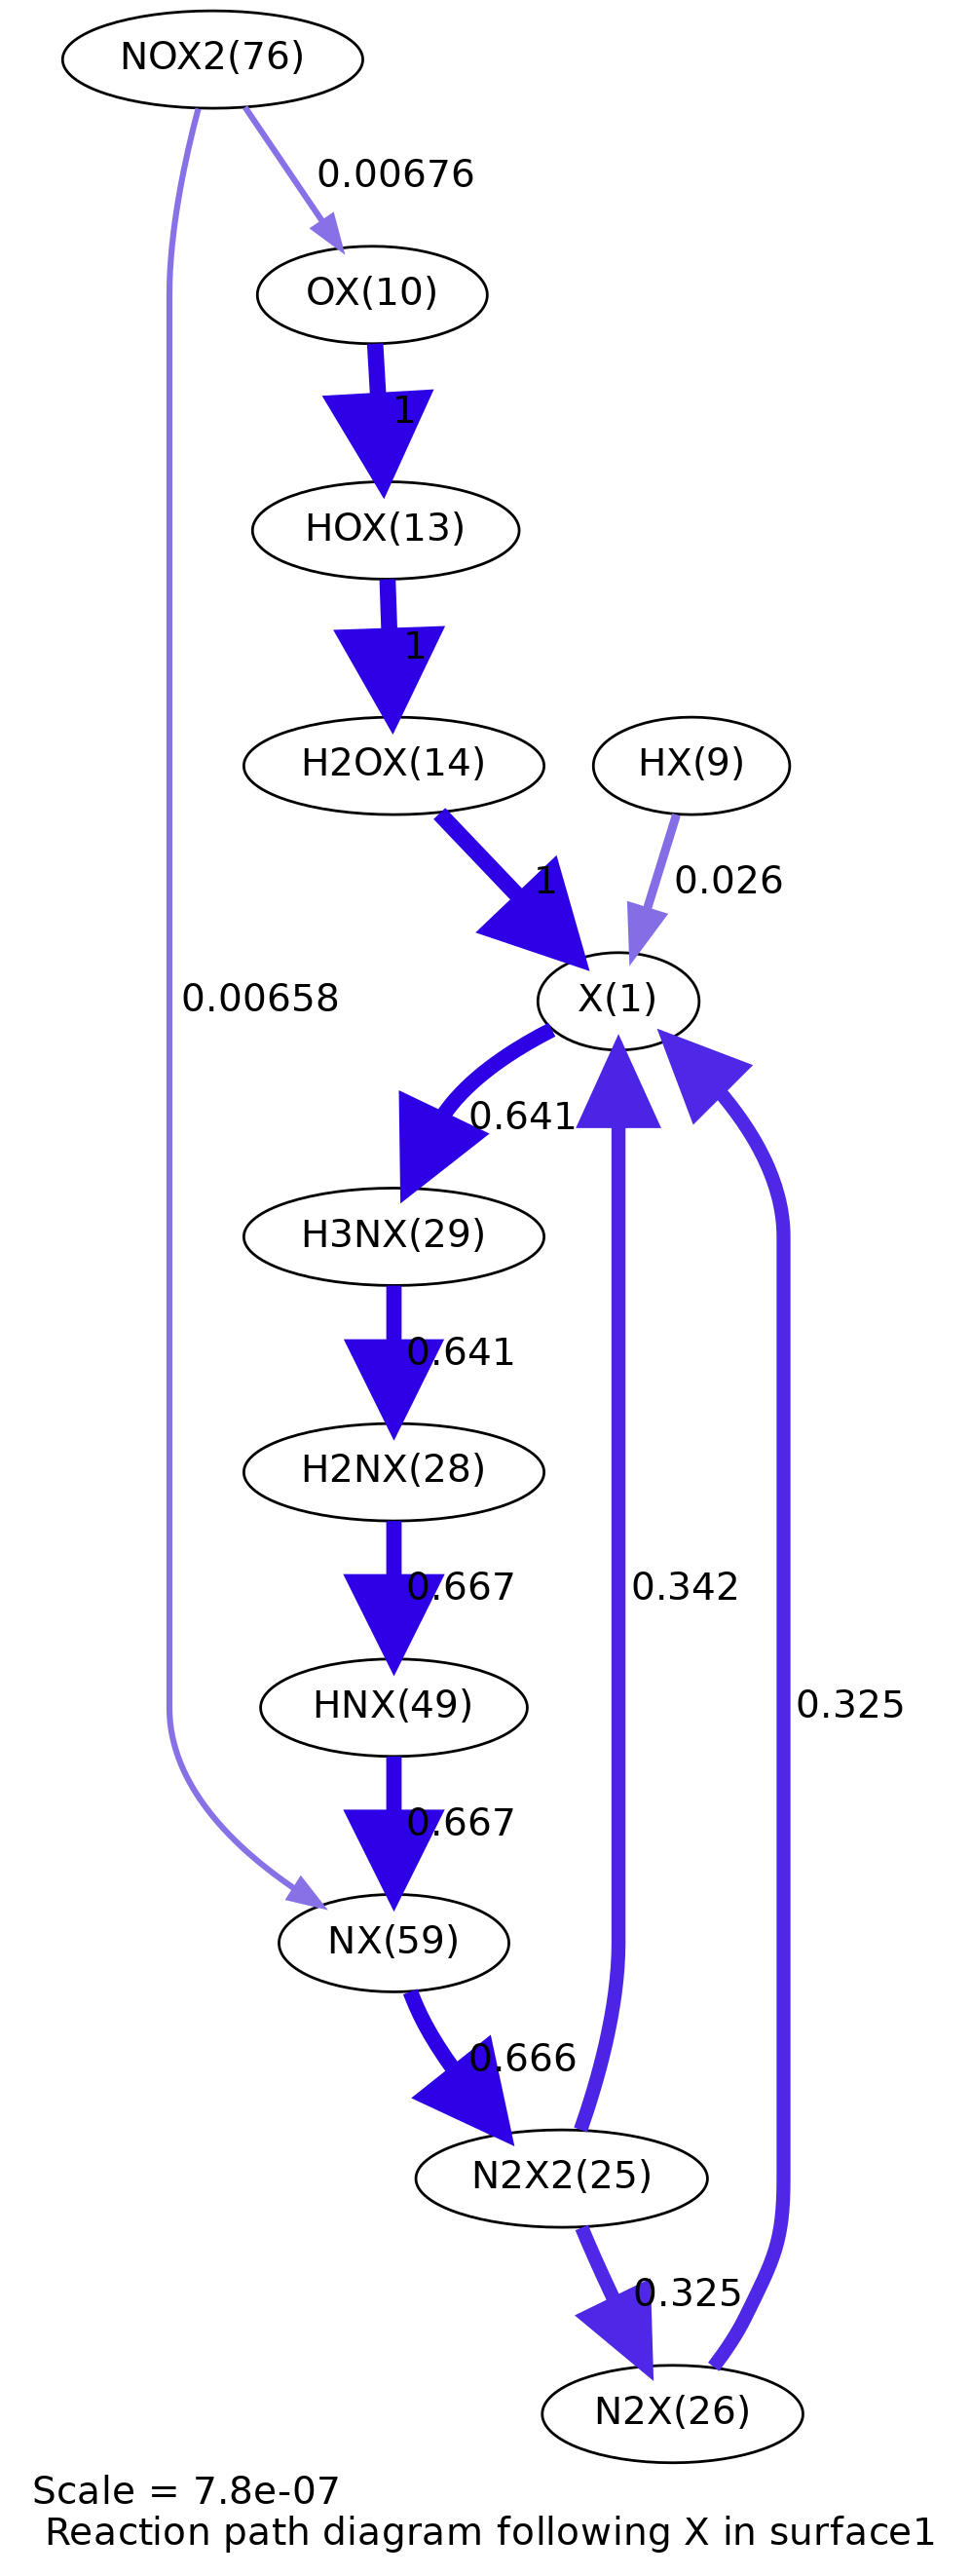 NOX2(76)
0.00676
OX(10)
1
HOX(13)
1
H2OX(14)
HX(9)
1
0.026
X(1)
0.00658
0.641
H3NX(29)
0.641
H2NX(28)
0.667
0.342
HNX(49)
0.325
0.667
NX(59)
0.666
N2X2(25)
0.325
N2X(26)
Scale = 7.8e-07
Reaction path diagram following X in surface1